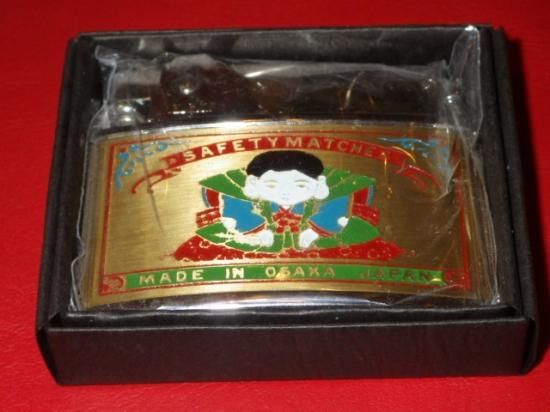 SAFETY MATCHES
MADE IN OSAKA JAPAN